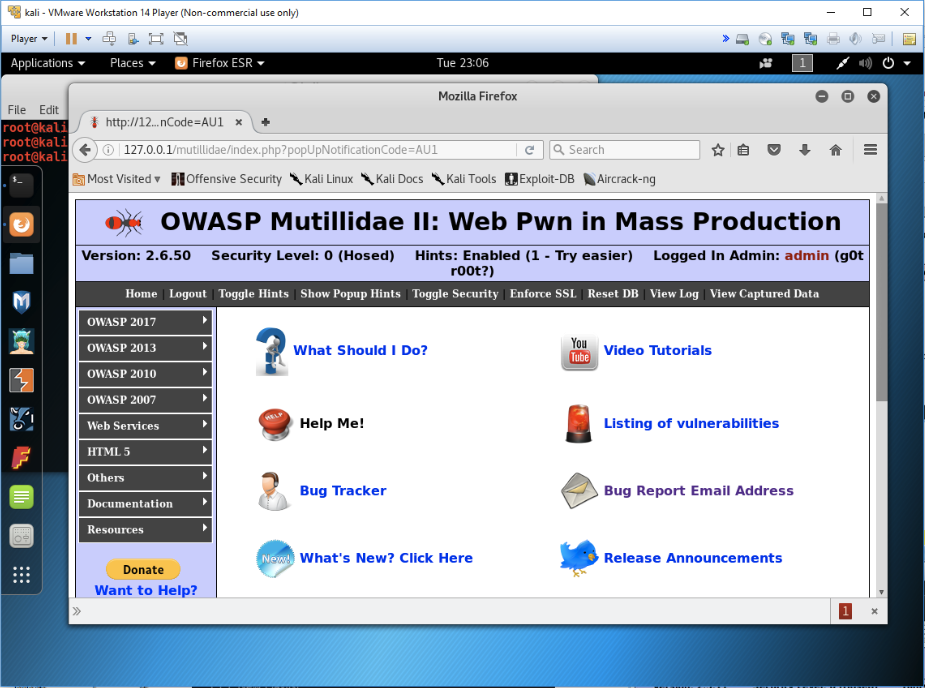 kali - VMware Workstation 14 Player (Non-commercial use only)
Player
Applications Places Firefox ESR Tue 23:06 1
File Edit
root@kali
root@kali
root@kali
Mozilla Firefox
http://12...nCode=AU1
127.0.0.1/mutillidae/index.php?popUpNotificationCode=AU1 Search
Most Visited Offensive Security Kali Linux Kali Docs Kali Tools Exploit-DB Aircrack-ng
OWASP Mutillidae II: Web Pwn in Mass Production
Version: 2.6.50 Security Level: 0 (Hosed) Hints: Enabled (1 - Try easier) Logged In Admin: admin (g0t
r00t?)
Home | Logout | Toggle Hints | Show Popup Hints | Toggle Security | Enforce SSL | Reset DB | View Log | View Captured Data
OWASP 2017
OWASP 2013
OWASP 2010
OWASP 2007
Web Services
HTML 5
Others
Documentation
Resources
Donate
Want to Help?
What Should I Do?
You Tube
Video Tutorials
HELP
Help Me!
Listing of vulnerabilities
Bug Tracker
Bug Report Email Address
New!
What's New? Click Here
Release Announcements
1